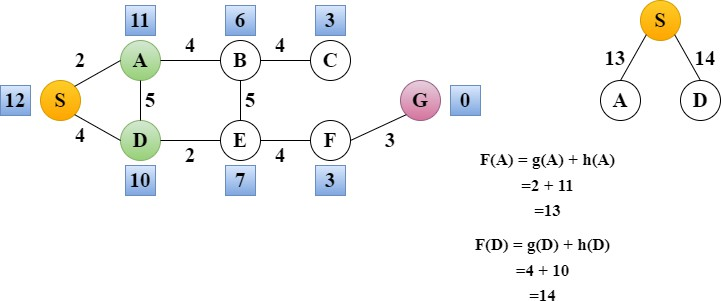 11
6
3
S
2
A
4
B
4
C
13
14
12
S
5
5
G
0
A
D
4
D
2
E
4
F
3
10
7
3
F(A) = g(A) + h(A)
=2 + 11
=13
F(D) = g(D) + h(D)
=4 + 10
=14